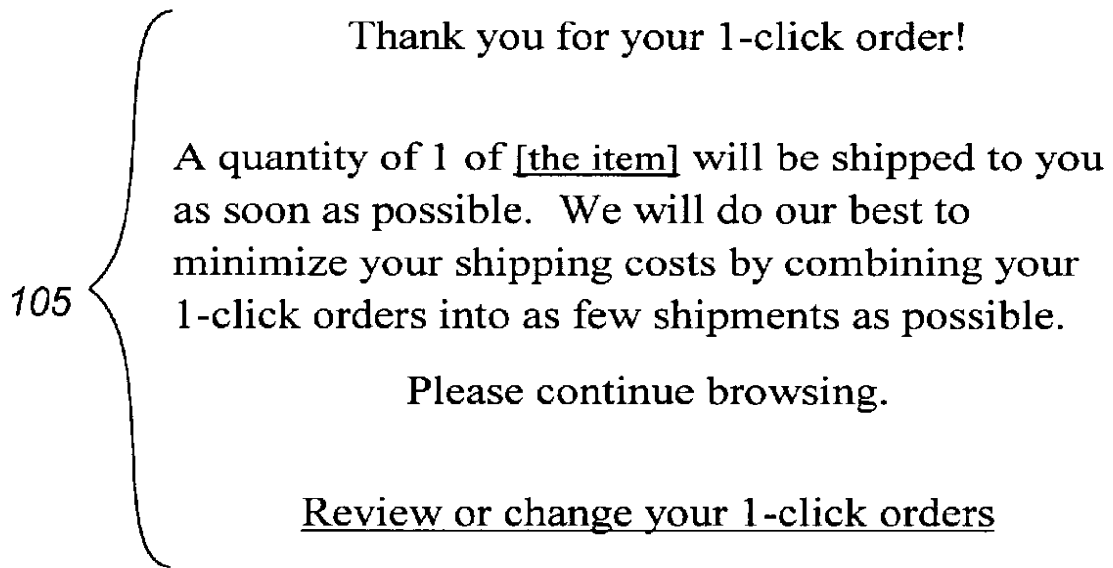 Thank you for your 1-click order!
A quantity of 1 of [the item] will be shipped to you
as soon as possible.  We will do our best to
minimize your shipping costs by combining your
105
1-click orders into as few shipments as possible.
Please continue browsing.
Review or change your 1-click orders